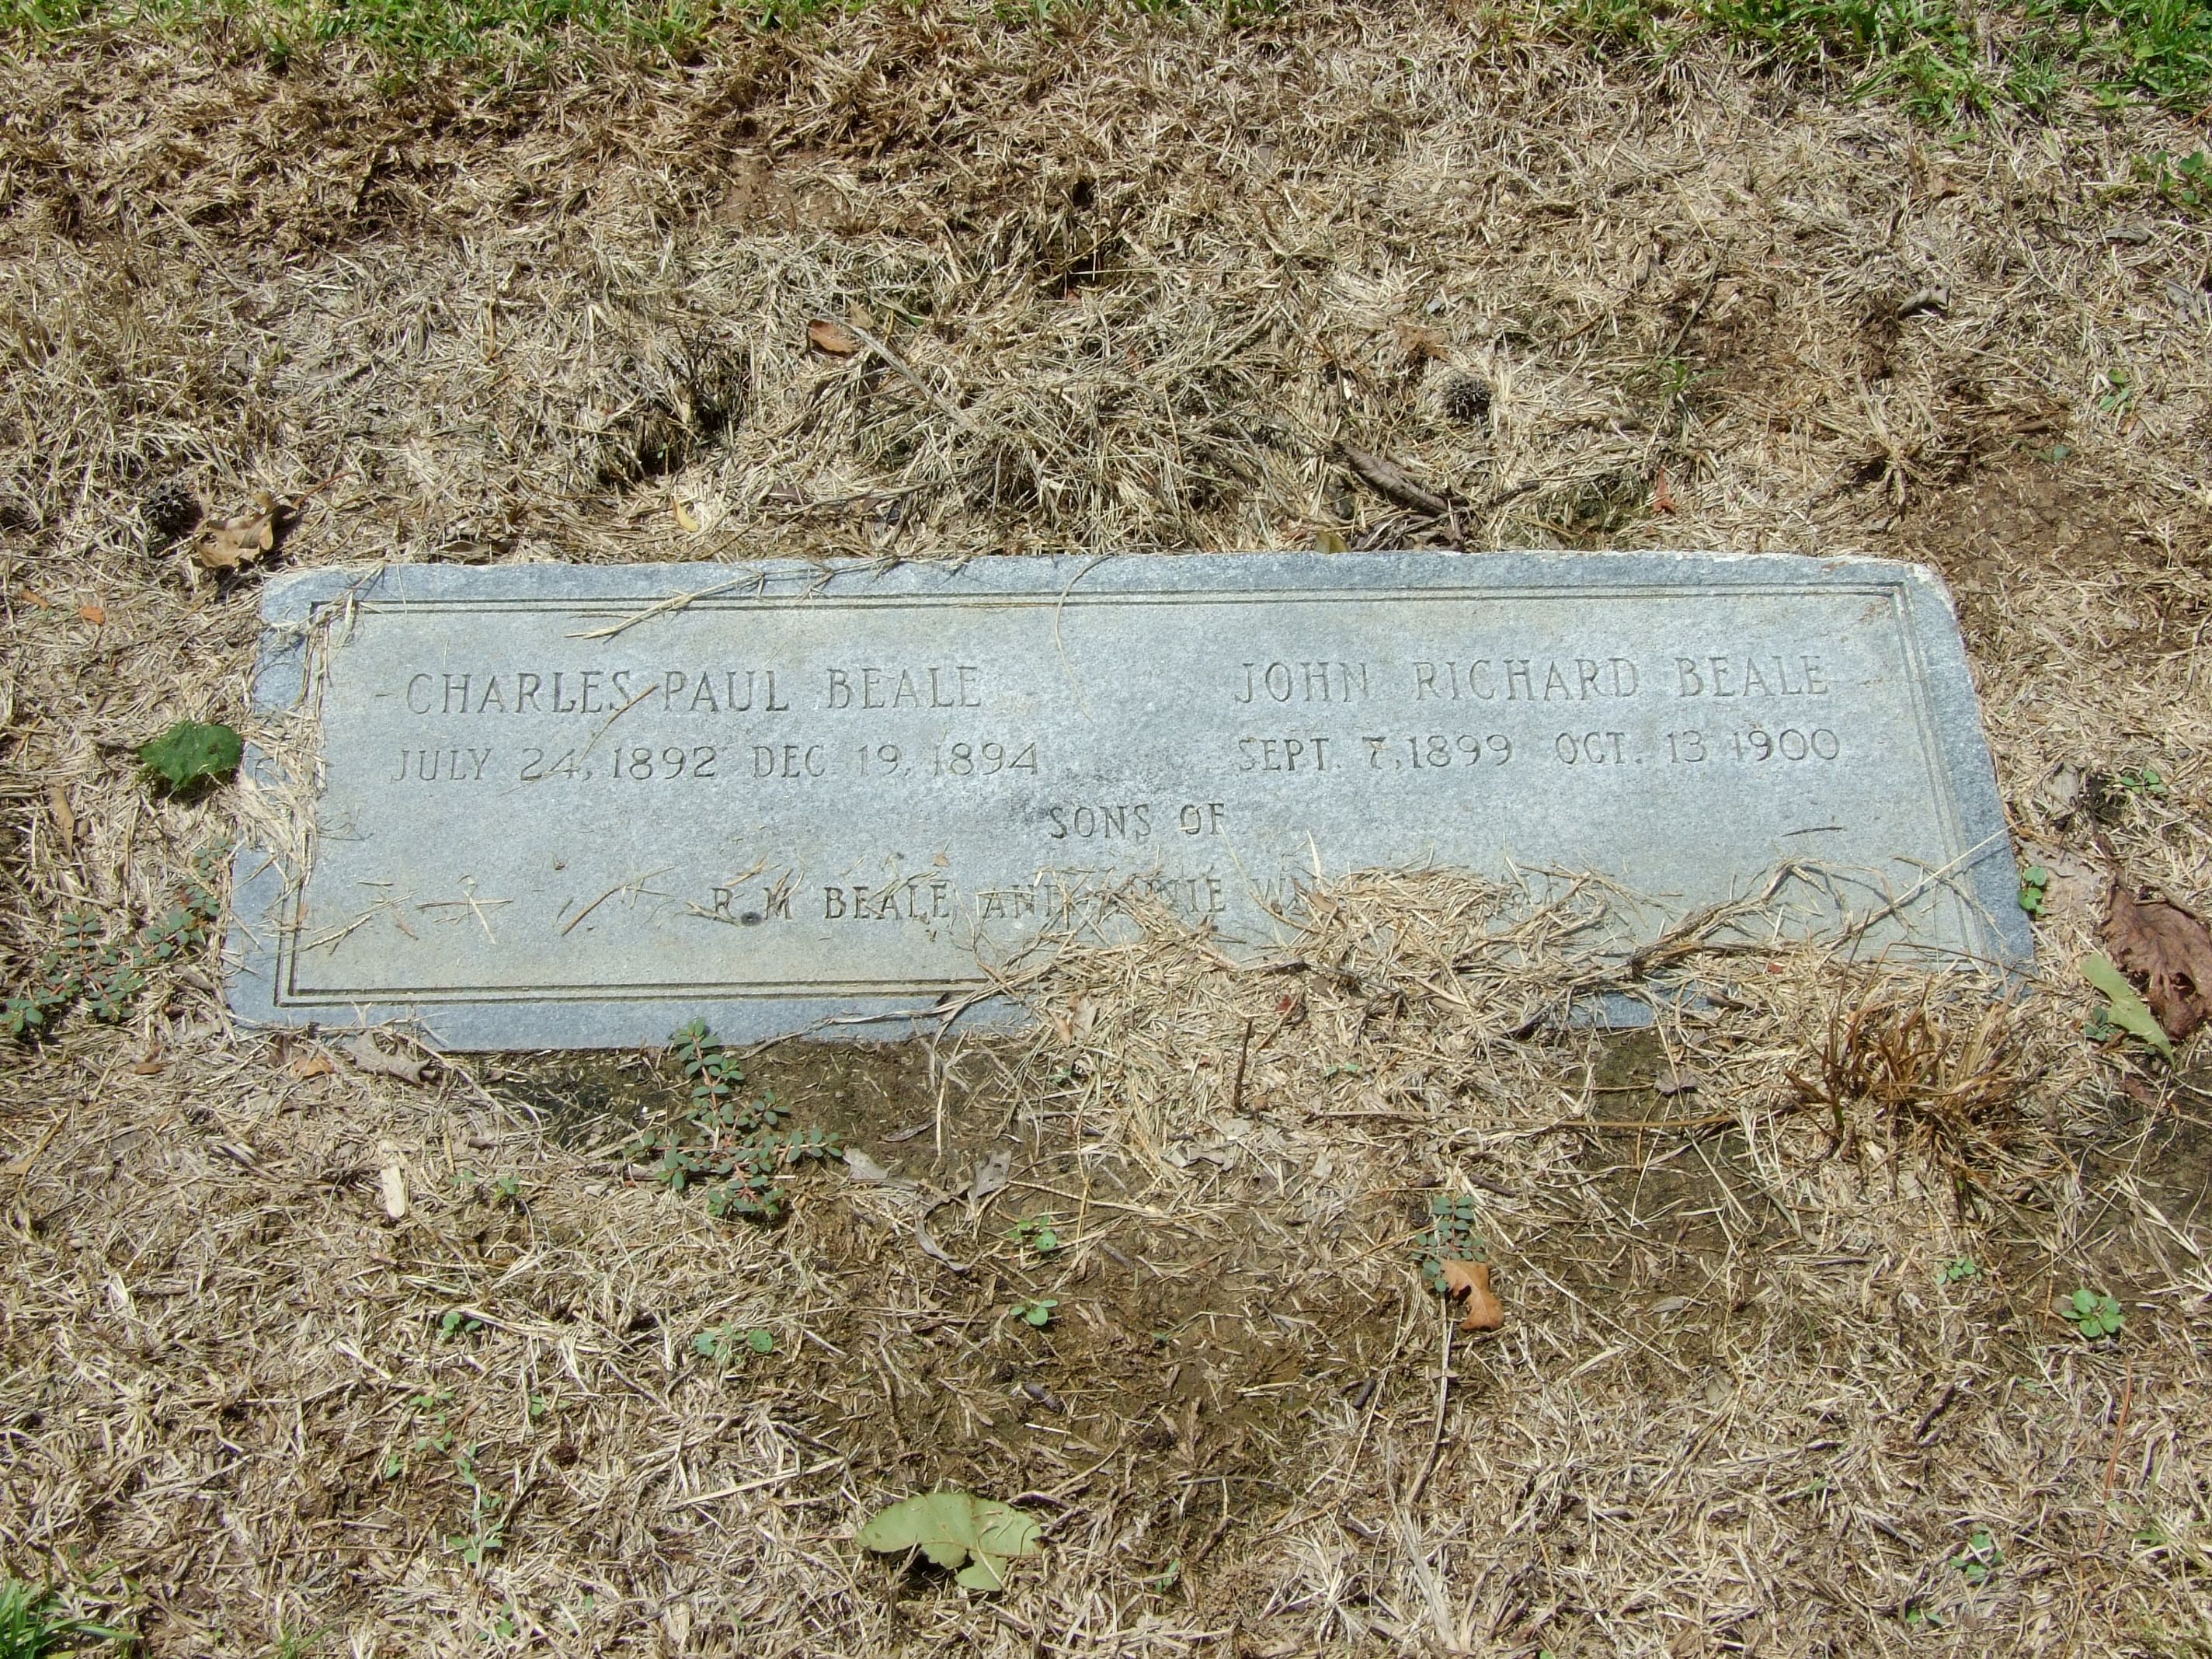 CHARLES PAUL BEALE
JULY 24, 1892 DEC. 19, 1894
JOHN RICHARD BEALE
SEPT. 7, 1899 OCT. 13 1900
SONS OF
R M BEALE AND